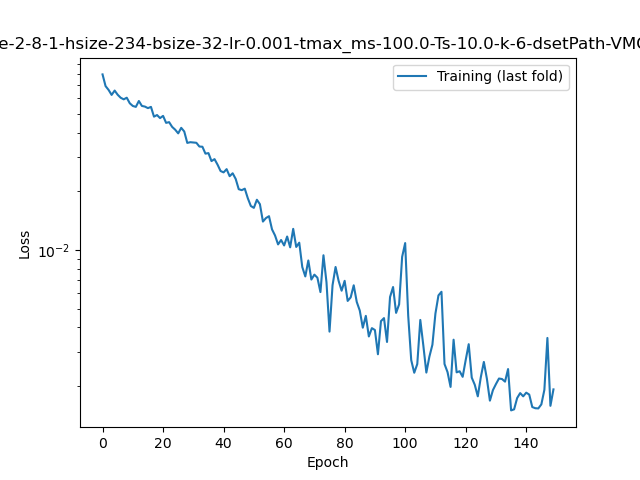 e-2-8-1-hsize-234-bsize-32-lr-0.001-tmax_ms-100.0-Ts-10.0-k-6-dsetPath-VMC
Training (last fold)
Loss
10^{-2}
0 20 40 60 80 100 120 140
Epoch